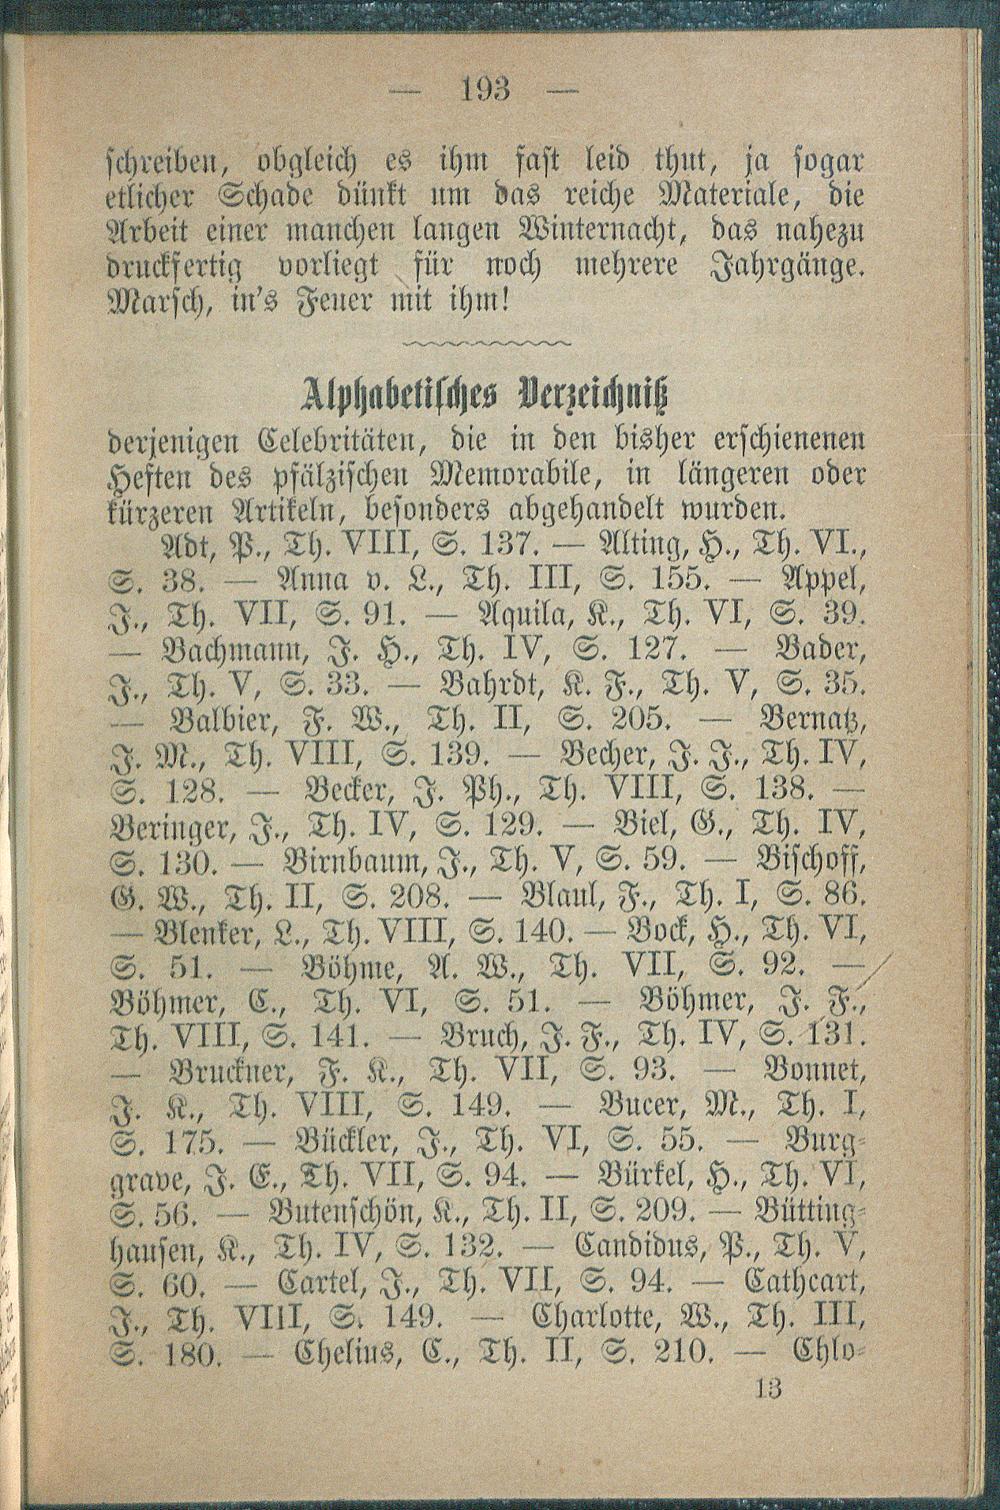 — 193 —
schreiben, obgleich es ihm fast leid thut, ja sogar
etlicher Schade dünkt um das reiche Materiale, die
Arbeit einer manchen langen Winternacht, das nahezu
druckfertig vorliegt für noch mehrere Jahrgänge.
Marsch, in's Feuer mit ihm!
Alphabetisches Verzeichniß
derjenigen Celebritäten, die in den bisher erschienenen
Heften des pfälzischen Memorabile, in längeren oder
kürzeren Artikeln, besonders abgehandelt wurden.
Adt, P., Th. VIII, S. 137. — Alting, H., Th. VI.,
S. 38. — Anna v. L., Th. III, S. 155. — Appel,
J., Th. VII, S. 91. — Aquila, K., Th. VI, S. 39.
— Bachmann, J. H., Th. IV, S. 127. — Bader,
J., Th. V, S. 33. — Bahrdt, K. F., Th. V, S. 35.
— Balbier, F. W., Th. II, S. 205. — Bernatz,
J. M., Th. VIII, S. 139. — Becher, J. J., Th. IV,
S. 128. — Becker, J. Ph., Th. VIII, S. 138. —
Beringer, J., Th. IV, S. 129. — Biel, G., Th. IV,
S. 130. — Birnbaum, J., Th. V, S. 59. — Bischoff,
G. W., Th. II, S. 208. — Blaul, F., Th. I, S. 86.
— Blenker, L., Th. VIII, S. 140. — Bock, H., Th. VI,
S. 51. — Böhme, A. W., Th. VII, S. 92. —
Böhmer, E., Th. VI, S. 51. — Böhmer, J. F.,
Th. VIII, S. 141. — Bruch, J. F., Th. IV, S. 131.
— Bruckner, F. K., Th. VII, S. 93. — Bonnet,
J. K., Th. VIII, S. 149. — Bucer, M., Th. I,
S. 175. — Bückler, J., Th. VI, S. 55. — Burg-
grave, J. E., Th. VII, S. 94. — Bürkel, H., Th. VI,
S. 56. — Butenschön, K., Th. II, S. 209. — Bütting-
hausen, K., Th. IV, S. 132. — Candidus, P., Th. V,
S. 60. — Cartel, J., Th. VII, S. 94. — Cathcart,
J., Th. VIII, S. 149. — Charlotte, W., Th. III,
S. 180. — Chelius, C., Th. II, S. 210. — Chlo-
13